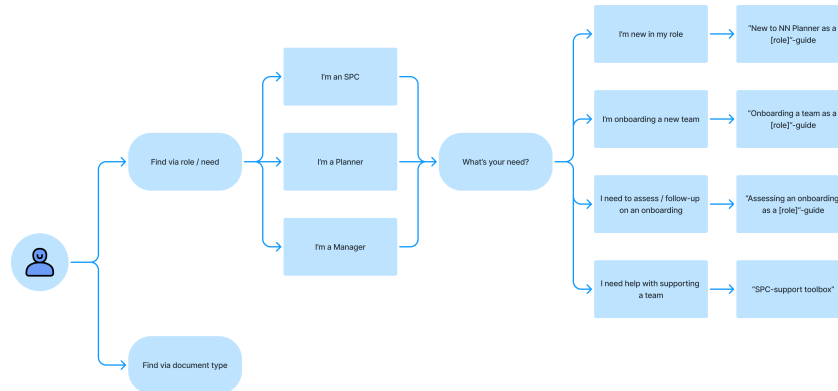 Find via role / need
Find via document type
I'm an SPC
I'm a Planner
I'm a Manager
What's your need?
I'm new in my role
I'm onboarding a new team
I need to assess / follow-up
on an onboarding
I need help with supporting
a team
"New to NN Planner as a
[role]"-guide
"Onboarding a team as a
[role]"-guide
"Assessing an onboarding
as a [role]"-guide
"SPC-support toolbox"